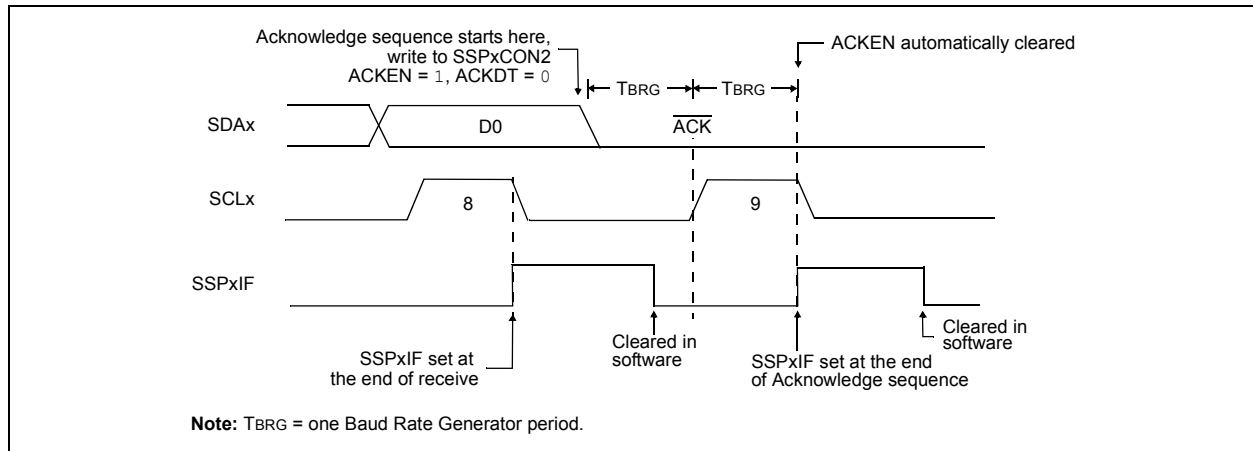 Acknowledge sequence starts here,
write to SSPxCON2
ACKEN = 1, ACKDT = 0
ACKEN automatically cleared
TBRG
TBRG
SDAx
D0
ACK
SCLx
8
9
SSPxIF
SSPxIF set at
the end of receive
Cleared in
software
SSPxIF set at the end
of Acknowledge sequence
Cleared in
software
Note: TBRG = one Baud Rate Generator period.